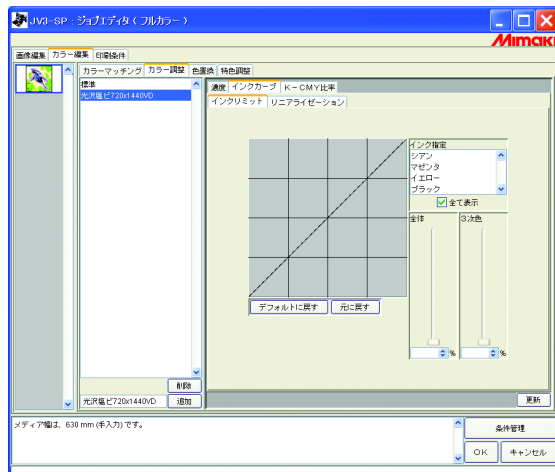 JV3-SP : ジョブエディタ ( フルカラー )
Mimaki
画像編集 カラー編集 印刷条件
カラーマッチング カラー調整 色置換 特色調整
標準
光沢塩ビ720x1440VD
濃度 インクカーブ K-CMY比率
インクリミット リニアライゼーション
インク指定
シアン
マゼンタ
イエロー
ブラック
全て表示
全体 3次色
デフォルトに戻す 元に戻す
% %
削除
光沢塩ビ720x1440VD 追加
更新
メディア幅は、630 mm (手入力) です。
条件管理
OK キャンセル